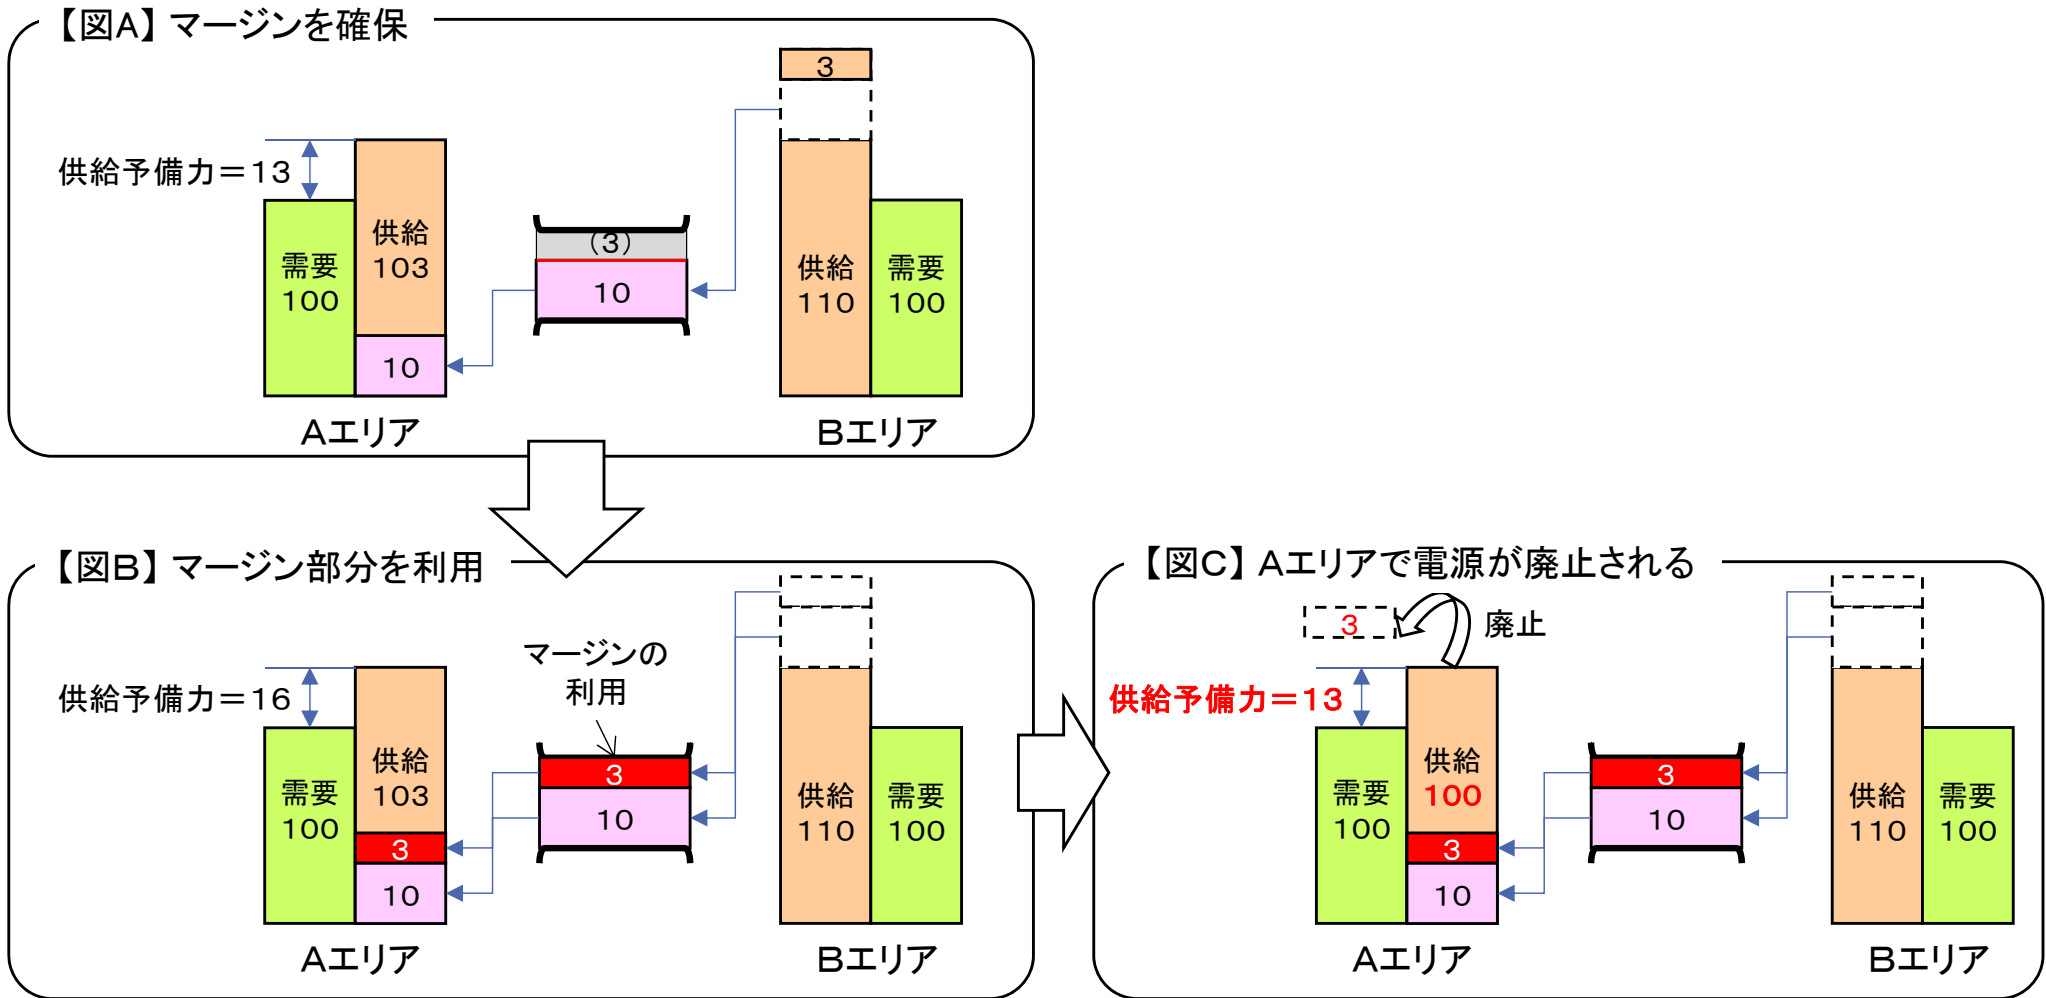 【図A】マージンを確保
3
供給予備力＝13
需要
100
供給
103
10
（3）
10
供給
110
需要
100
Aエリア
Bエリア
【図B】マージン部分を利用
供給予備力＝16
需要
100
供給
103
3
10
マージンの
利用
3
10
供給
110
需要
100
Aエリア
Bエリア
【図C】Aエリアで電源が廃止される
3
廃止
供給予備力＝13
需要
100
供給
100
3
10
3
10
供給
110
需要
100
Aエリア
Bエリア